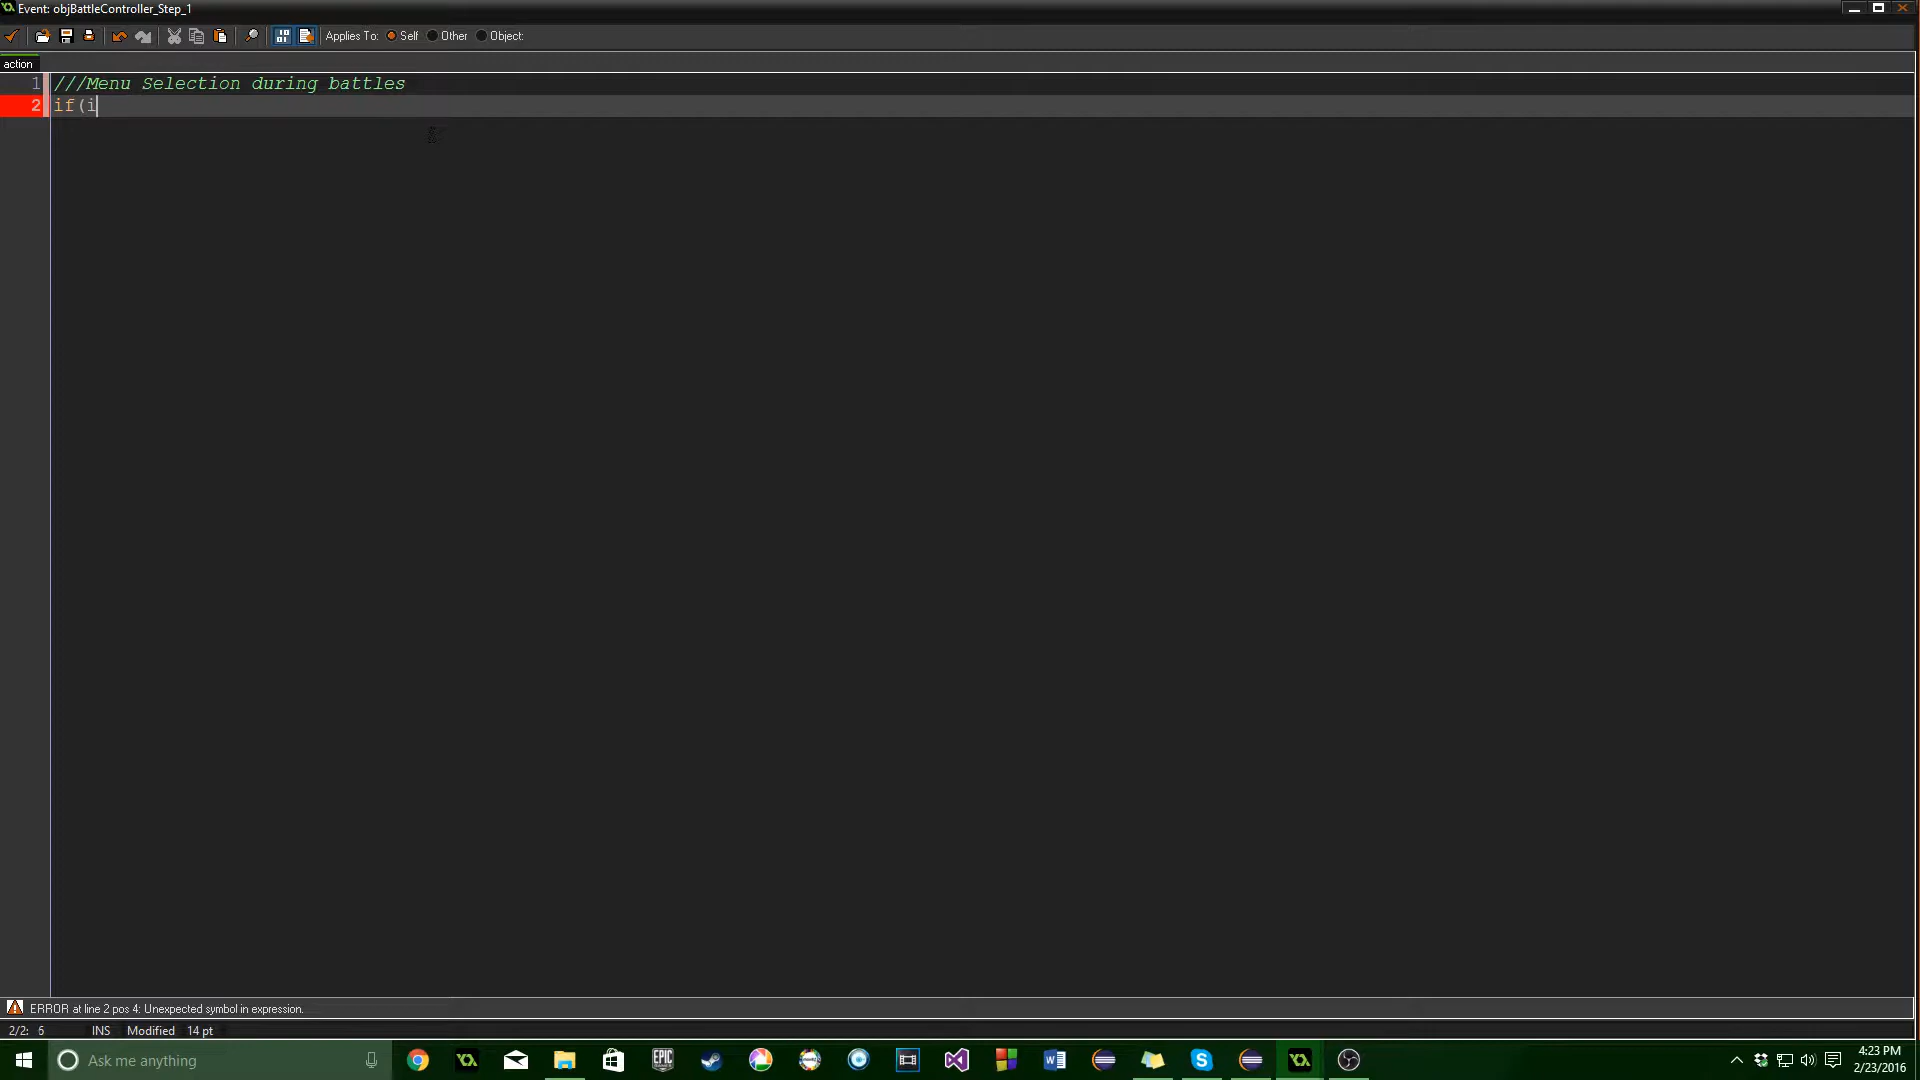 Event: objBattleController_Step_1
Applies To: Self Other Object:
action
1 ///Menu Selection during battles
2 if(i
ERROR at line 2 pos 4: Unexpected symbol in expression.
2/2: 6 INS Modified 14 pt
Ask me anything
EPIC GAMES
4:23 PM
2/23/2016